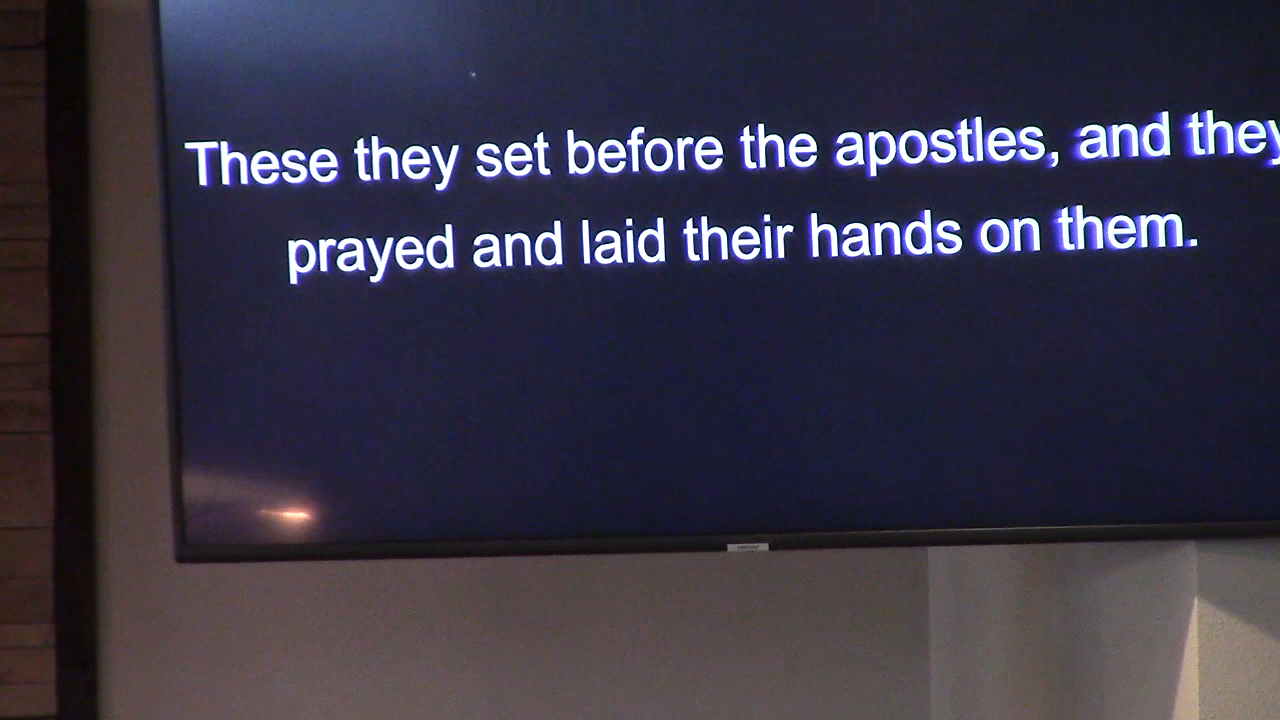 These they set before the apostles, and they
prayed and laid their hands on them.